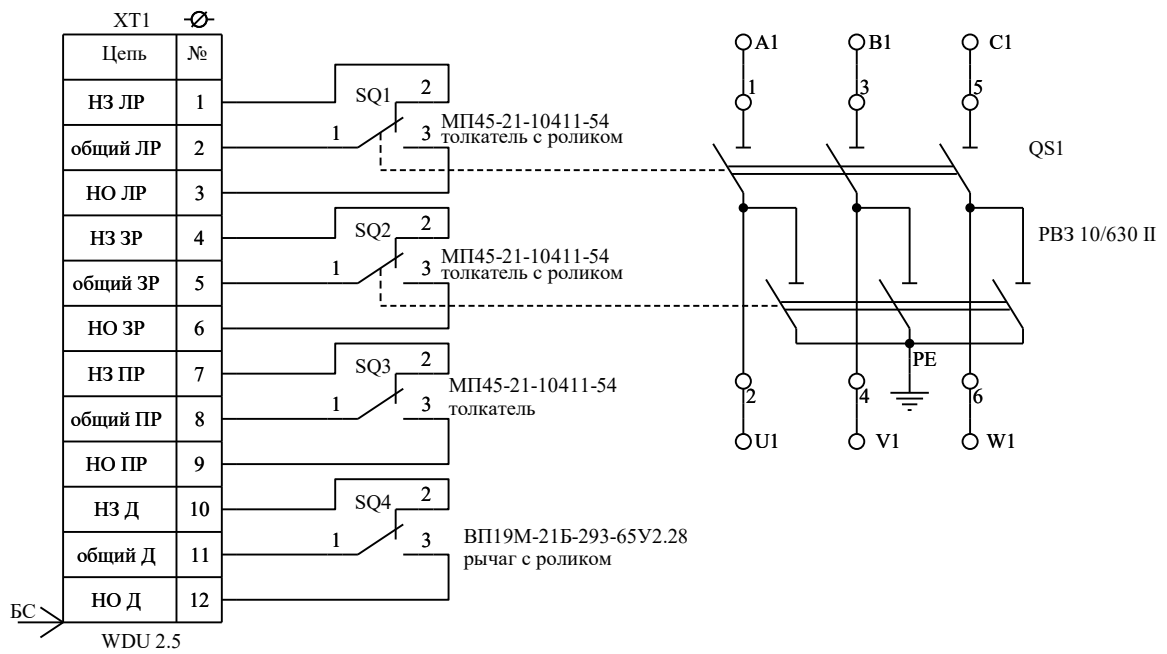 XT1
Цепь №
НЗ ЛР 1
общий ЛР 2
НО ЛР 3
НЗ ЗР 4
общий ЗР 5
НО ЗР 6
НЗ ПР 7
общий ПР 8
НО ПР 9
НЗ Д 10
общий Д 11
НО Д 12
БС
WDU 2.5
SQ1
2
1
3
МП45-21-10411-54
толкатель с роликом
SQ2
2
1
3
МП45-21-10411-54
толкатель с роликом
SQ3
2
1
3
МП45-21-10411-54
толкатель
SQ4
2
1
3
ВП19М-21Б-293-65У2.28
рычаг с роликом
A1 B1 C1
1 3 5
QS1
РВЗ 10/630 II
PE
2 4 6
U1 V1 W1